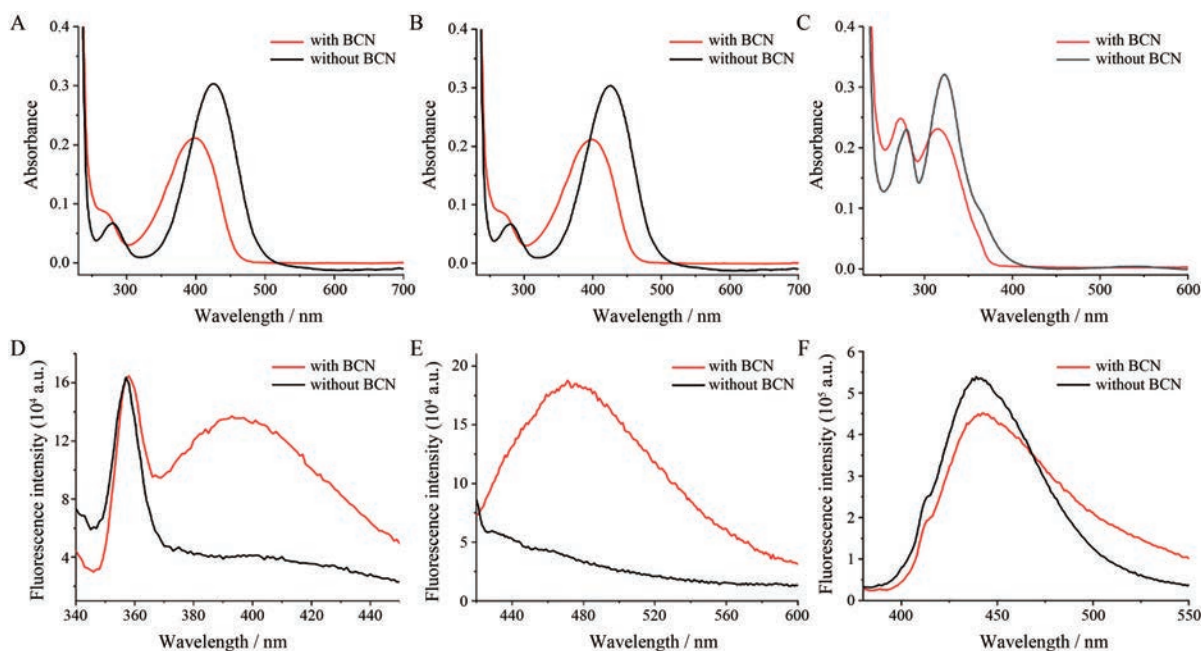 A
0.4
0.3
0.2
0.1
0.0
Absorbance
with BCN
without BCN
300 400 500 600 700
Wavelength / nm
B
0.4
0.3
0.2
0.1
0.0
Absorbance
with BCN
without BCN
300 400 500 600 700
Wavelength / nm
C
0.4
0.3
0.2
0.1
0.0
Absorbance
with BCN
without BCN
300 400 500 600
Wavelength / nm
D
16
12
8
4
Fluorescence intensity (10⁴ a.u.)
with BCN
without BCN
340 360 380 400 420 440
Wavelength / nm
E
20
15
10
5
0
Fluorescence intensity (10⁴ a.u.)
with BCN
without BCN
440 480 520 560 600
Wavelength / nm
F
6
5
4
3
2
1
0
Fluorescence intensity (10⁵ a.u.)
with BCN
without BCN
400 450 500 550
Wavelength / nm